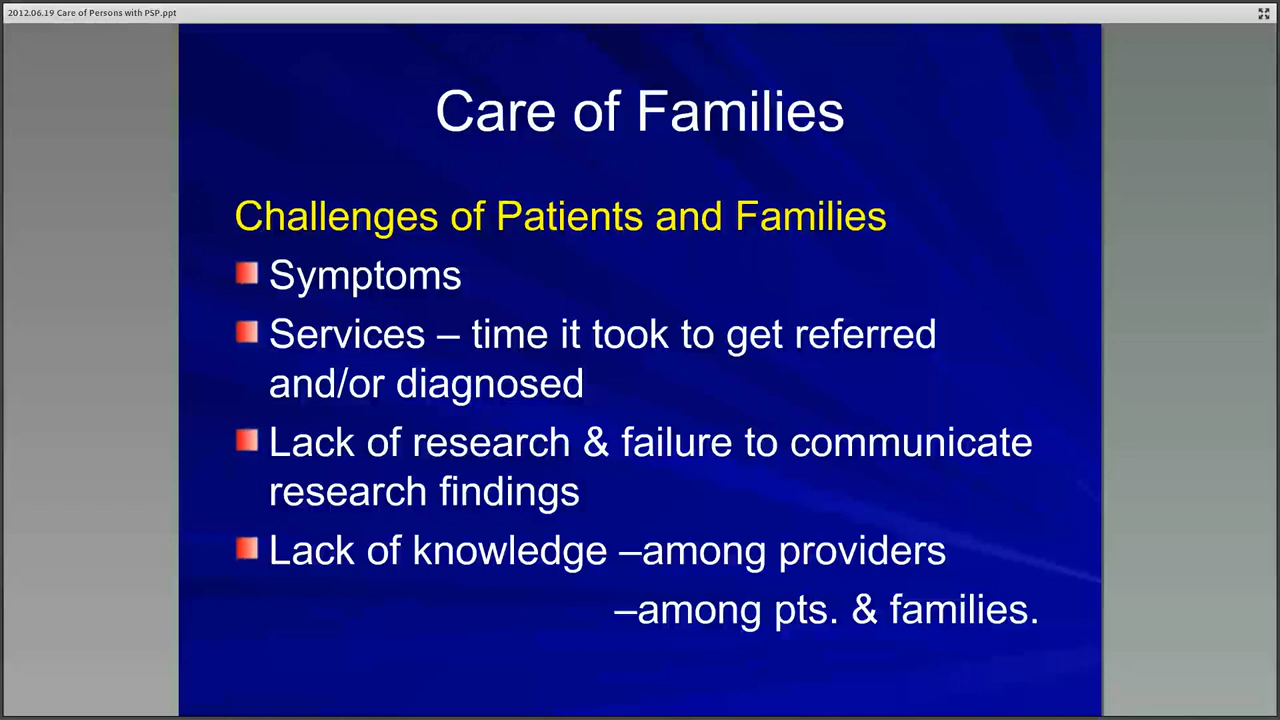 2012.06.19 Care of Persons with PSP.ppt
Care of Families
Challenges of Patients and Families
Symptoms
Services – time it took to get referred
and/or diagnosed
Lack of research & failure to communicate
research findings
Lack of knowledge –among providers
–among pts. & families.